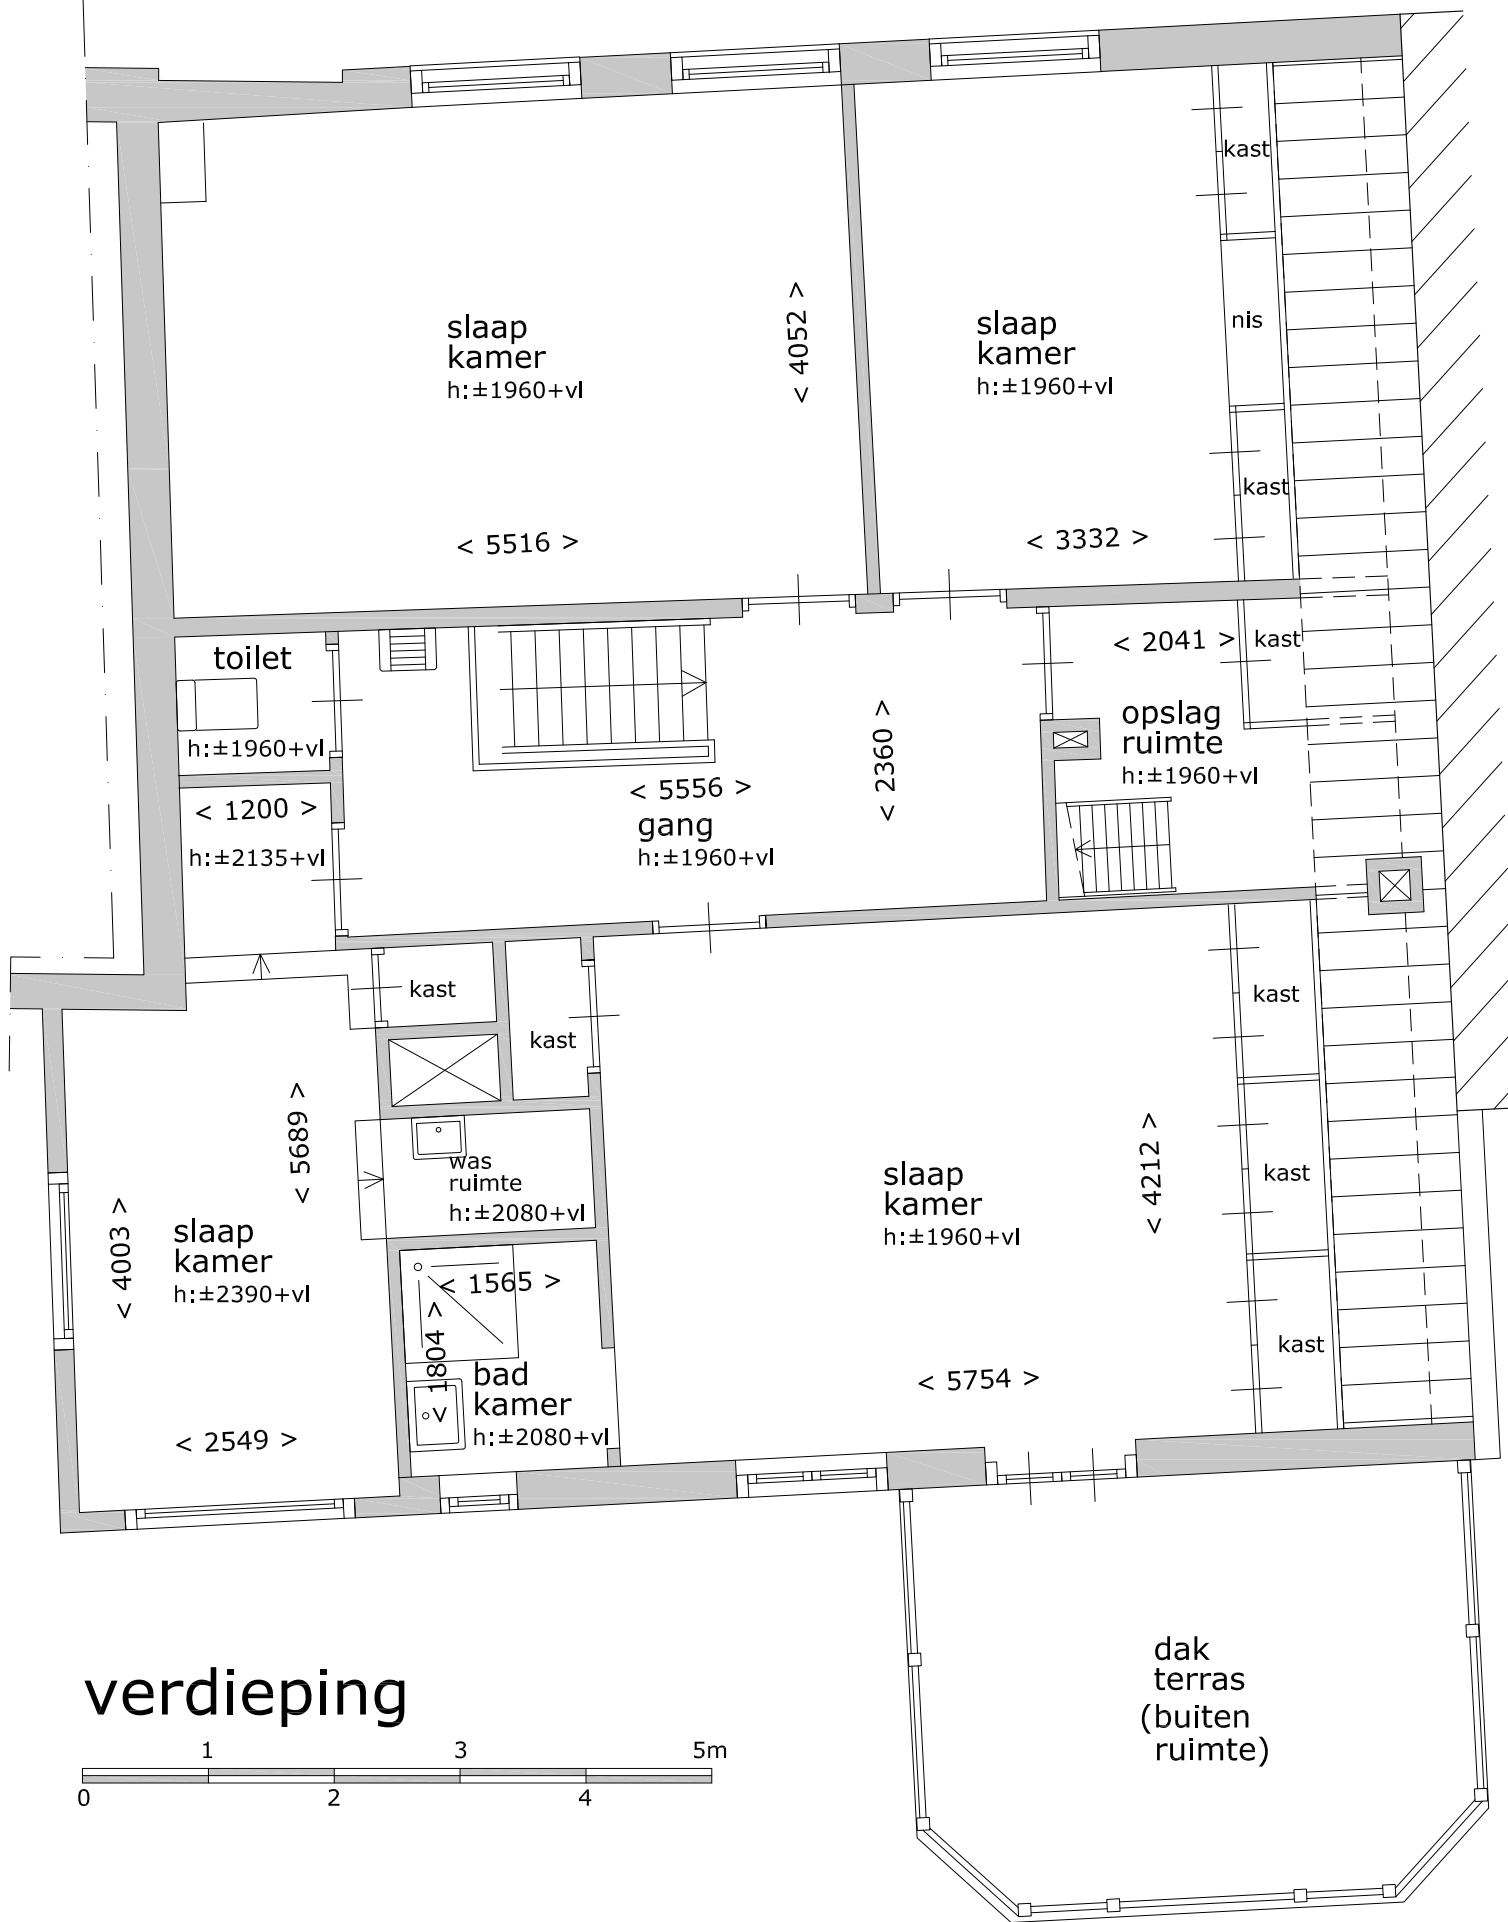 kast
nis
slaap
kamer
h:±1960+vl
< 4052 >
slaap
kamer
h:±1960+vl
kast
< 5516 >
< 3332 >
toilet
h:±1960+vl
< 2041 >
kast
opslag
ruimte
h:±1960+vl
< 2360 >
< 5556 >
gang
h:±1960+vl
< 1200 >
h:±2135+vl
kast
kast
kast
< 5689 >
was
ruimte
h:±2080+vl
< 4003 >
slaap
kamer
h:±2390+vl
slaap
kamer
h:±1960+vl
< 4212 >
kast
< 1565 >
< 1804 >
bad
kamer
h:±2080+vl
kast
< 5754 >
< 2549 >
dak
terras
(buiten
ruimte)
verdieping
1 3 5m
0 2 4